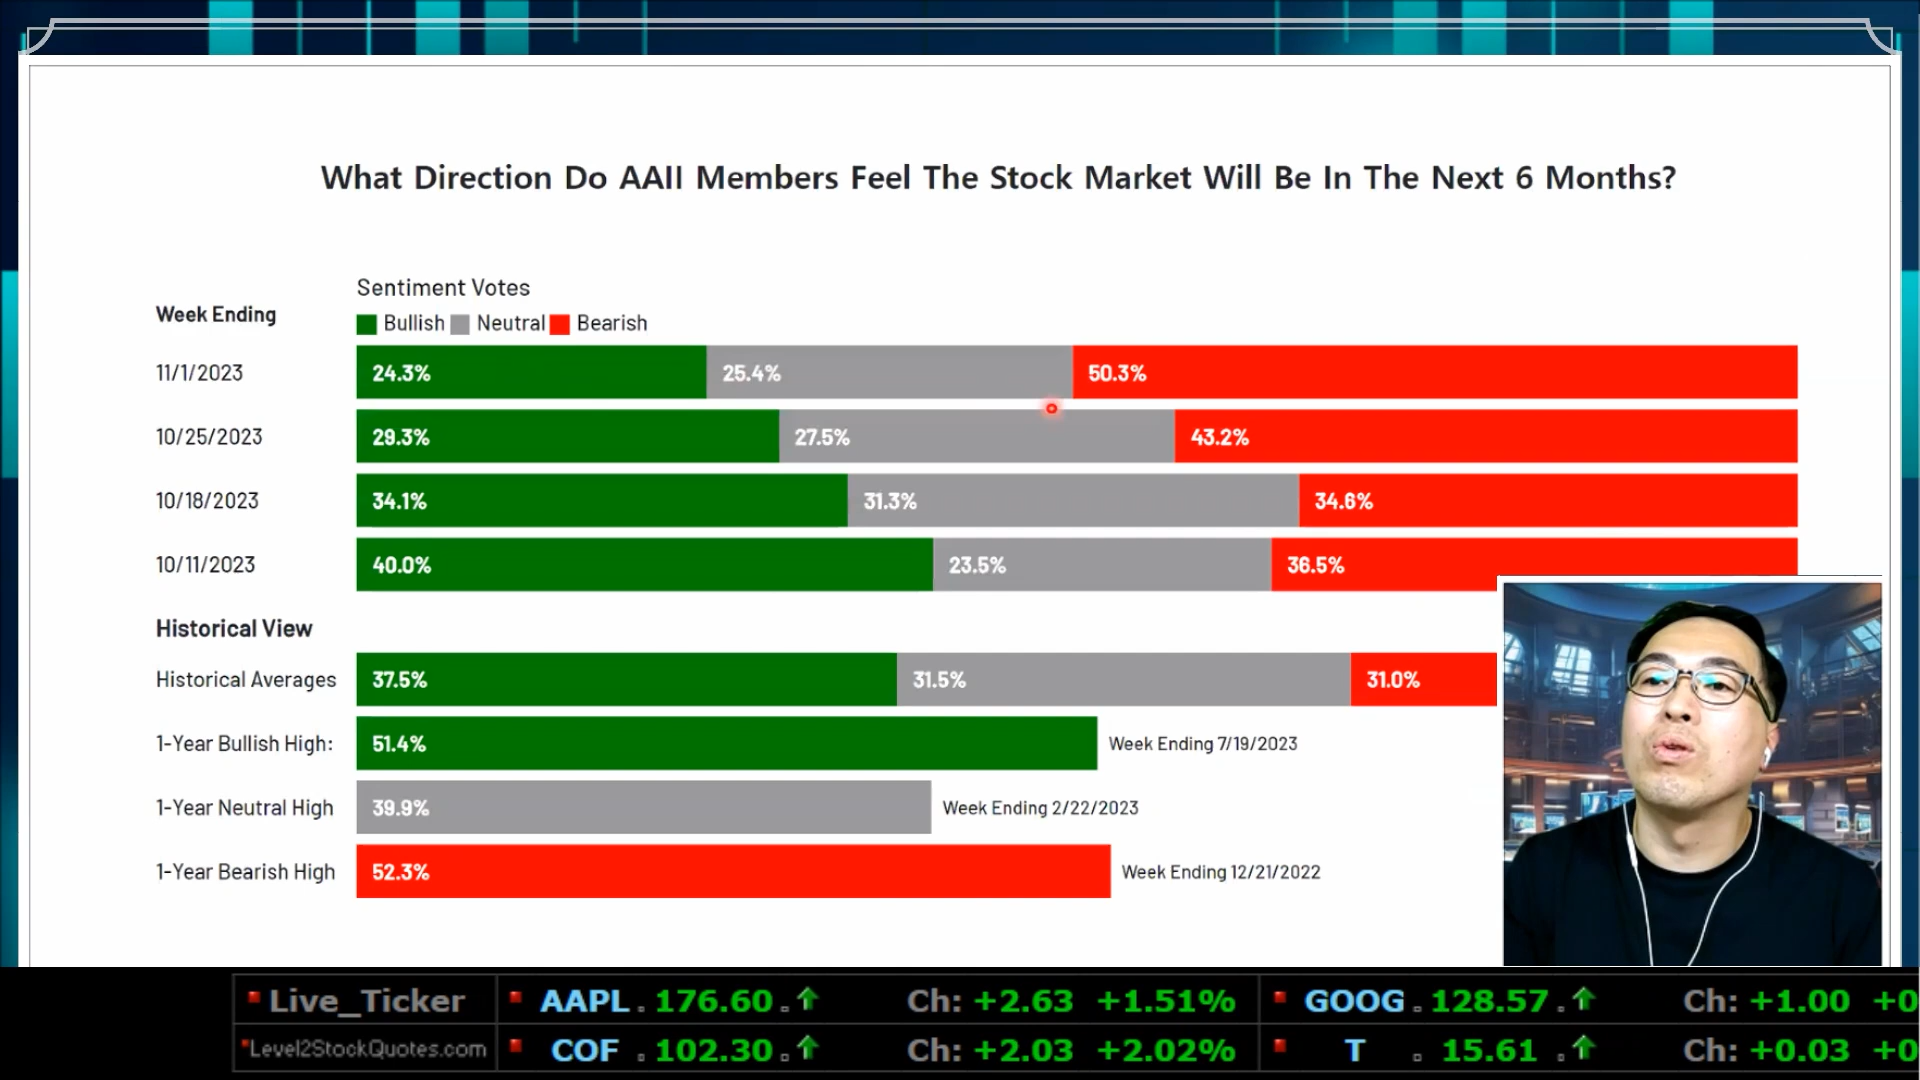 What Direction Do AAII Members Feel The Stock Market Will Be In The Next 6 Months?
Sentiment Votes
Week Ending
Bullish Neutral Bearish
11/1/2023 24.3% 25.4% 50.3%
10/25/2023 29.3% 27.5% 43.2%
10/18/2023 34.1% 31.3% 34.6%
10/11/2023 40.0% 23.5% 36.5%
Historical View
Historical Averages 37.5% 31.5% 31.0%
1-Year Bullish High: 51.4% Week Ending 7/19/2023
1-Year Neutral High 39.9% Week Ending 2/22/2023
1-Year Bearish High 52.3% Week Ending 12/21/2022
Live_Ticker AAPL . 176.60 . Ch: +2.63 +1.51% GOOG . 128.57 . Ch: +1.00 +0
Level2StockQuotes.com COF . 102.30 . Ch: +2.03 +2.02% T . 15.61 . Ch: +0.03 +0